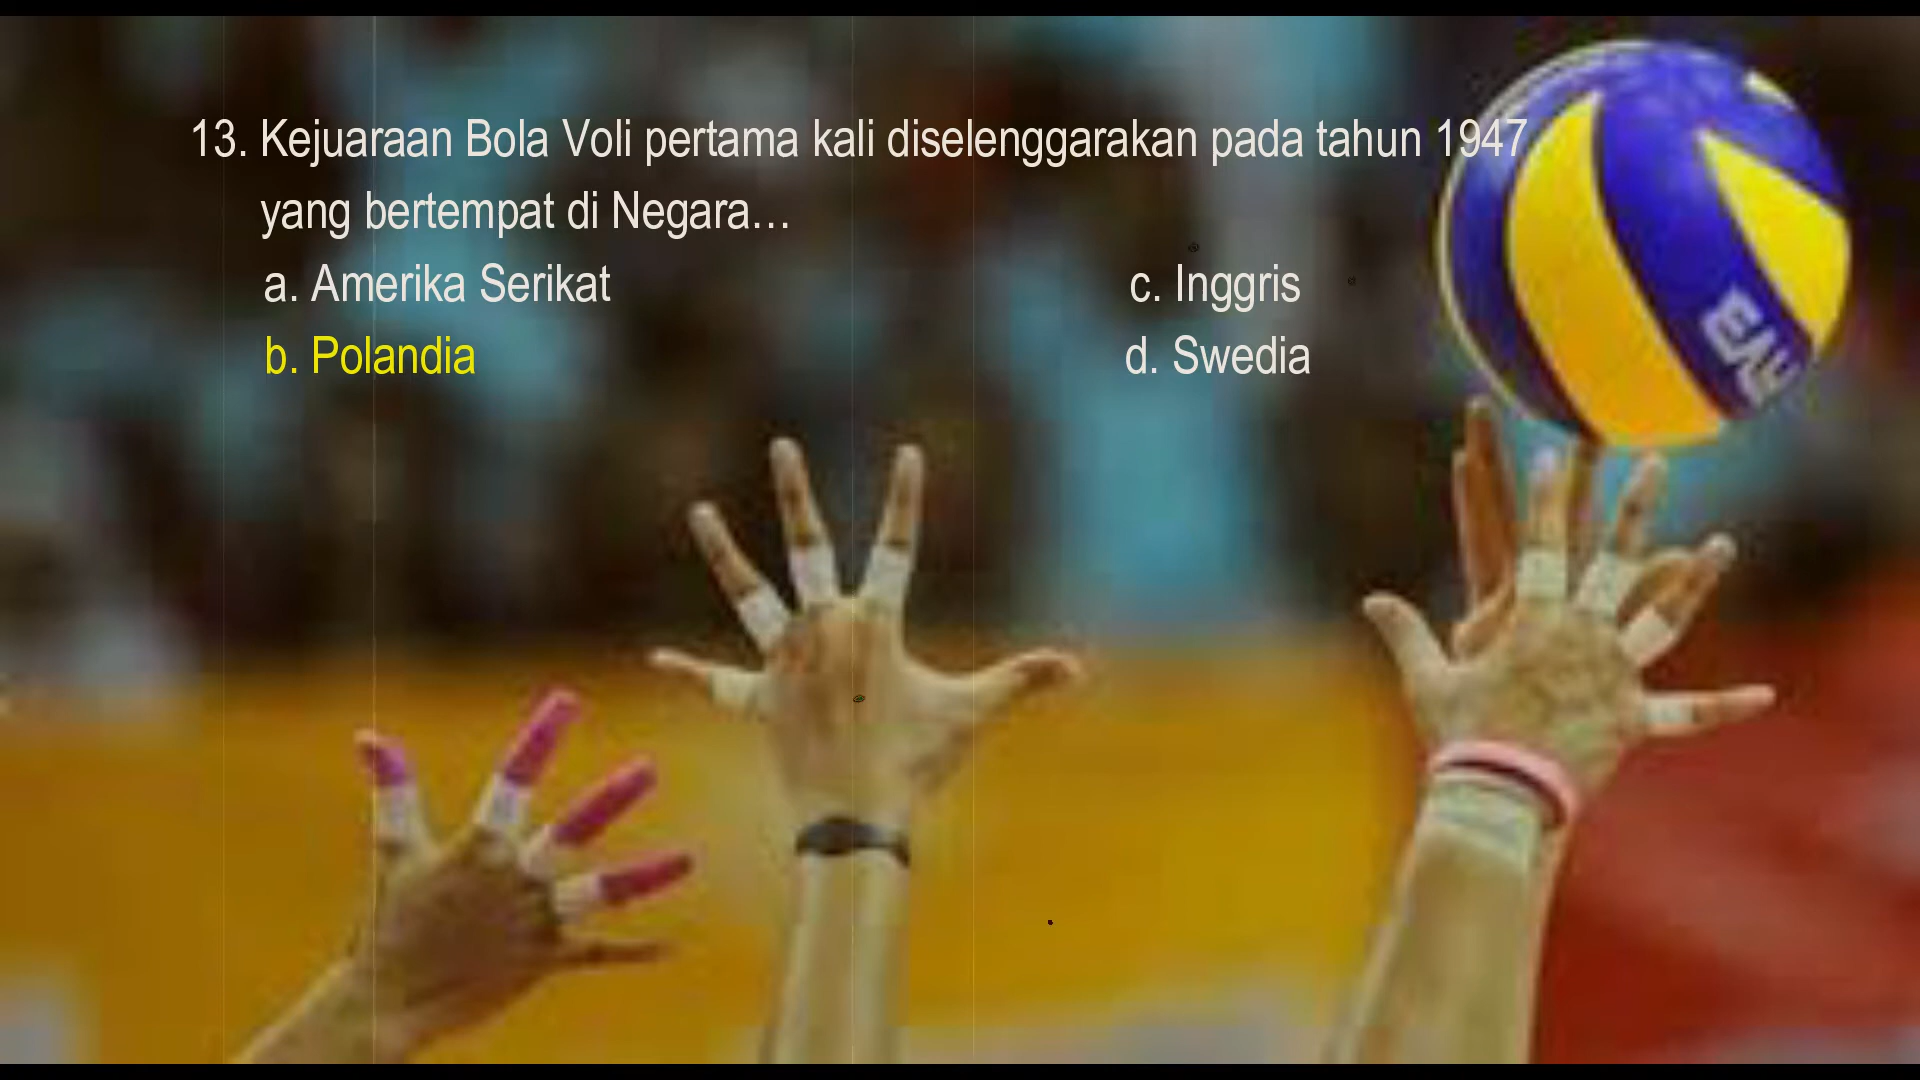 13. Kejuaraan Bola Voli pertama kali diselenggarakan pada tahun 1947
yang bertempat di Negara…
a. Amerika Serikat
c. Inggris
b. Polandia
d. Swedia